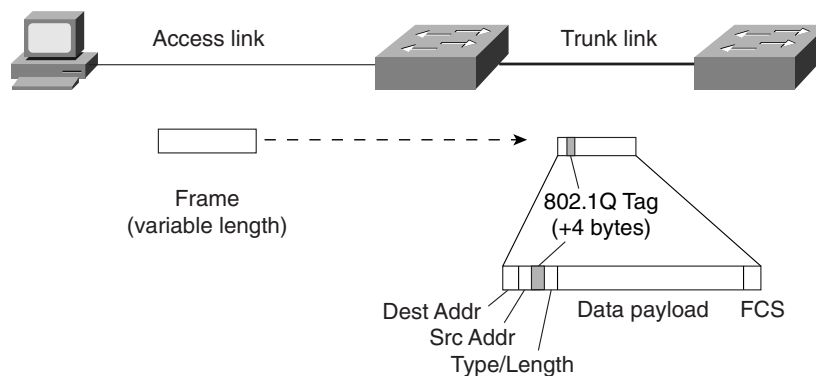 Access link
Trunk link
Frame
(variable length)
802.1Q Tag
(+4 bytes)
Dest Addr
Data payload
FCS
Src Addr
Type/Length